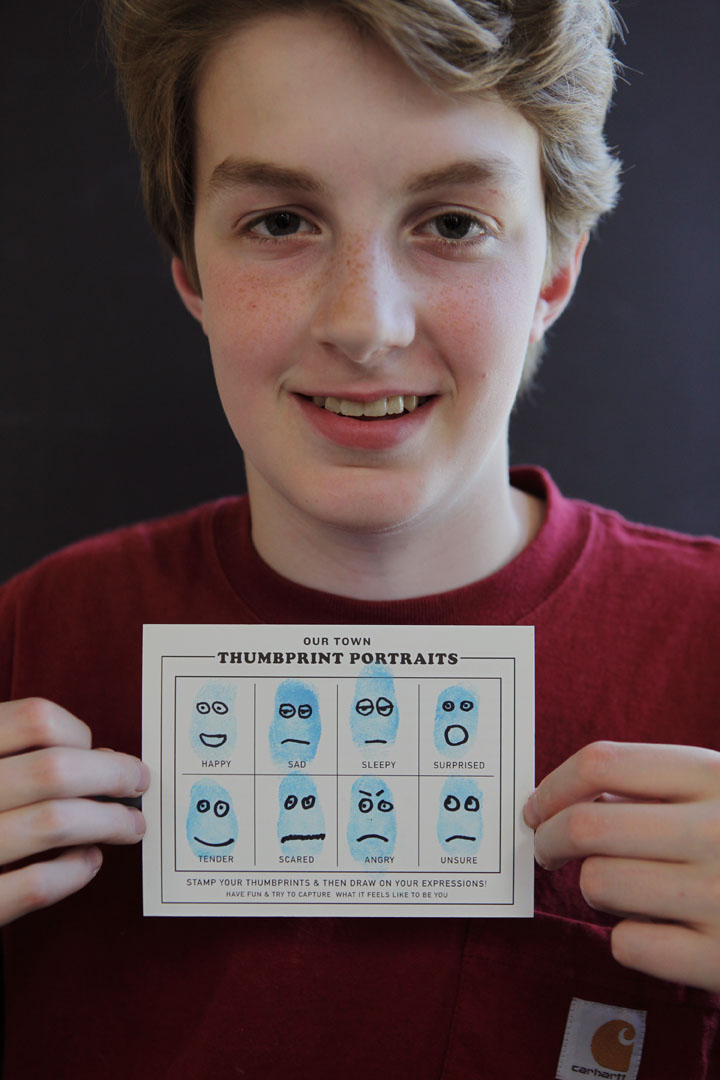 OUR TOWN
THUMBPRINT PORTRAITS
HAPPY SAD SLEEPY SURPRISED
TENDER SCARED ANGRY UNSURE
STAMP YOUR THUMBPRINTS & THEN DRAW ON YOUR EXPRESSIONS!
HAVE FUN & TRY TO CAPTURE WHAT IT FEELS LIKE TO BE YOU
carhartt